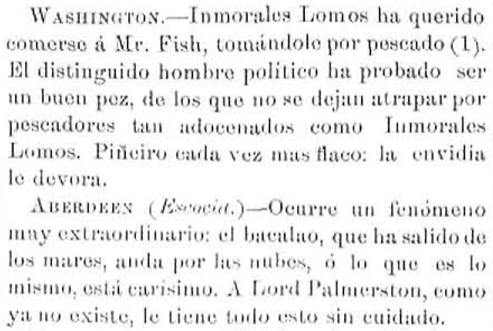 WASHINGTON.—Inmorales Lomos ha querido
comerse á Mr. Fish, tomándole por pescado (1).
El distinguido hombre político ha probado ser
un buen pez, de los que no se dejan atrapar por
pescadores tan adocenados como Inmorales
Lomos. Piñeiro cada vez mas flaco: la envidia
le devora.
ABERDEEN (Escocia.)—Ocurre un fenómeno
muy extraordinario: el bacalao, que ha salido de
los mares, anda por las nubes, ó lo que es lo
mismo, está carísimo. A Lord Palmerston, como
ya no existe, le tiene todo esto sin cuidado.